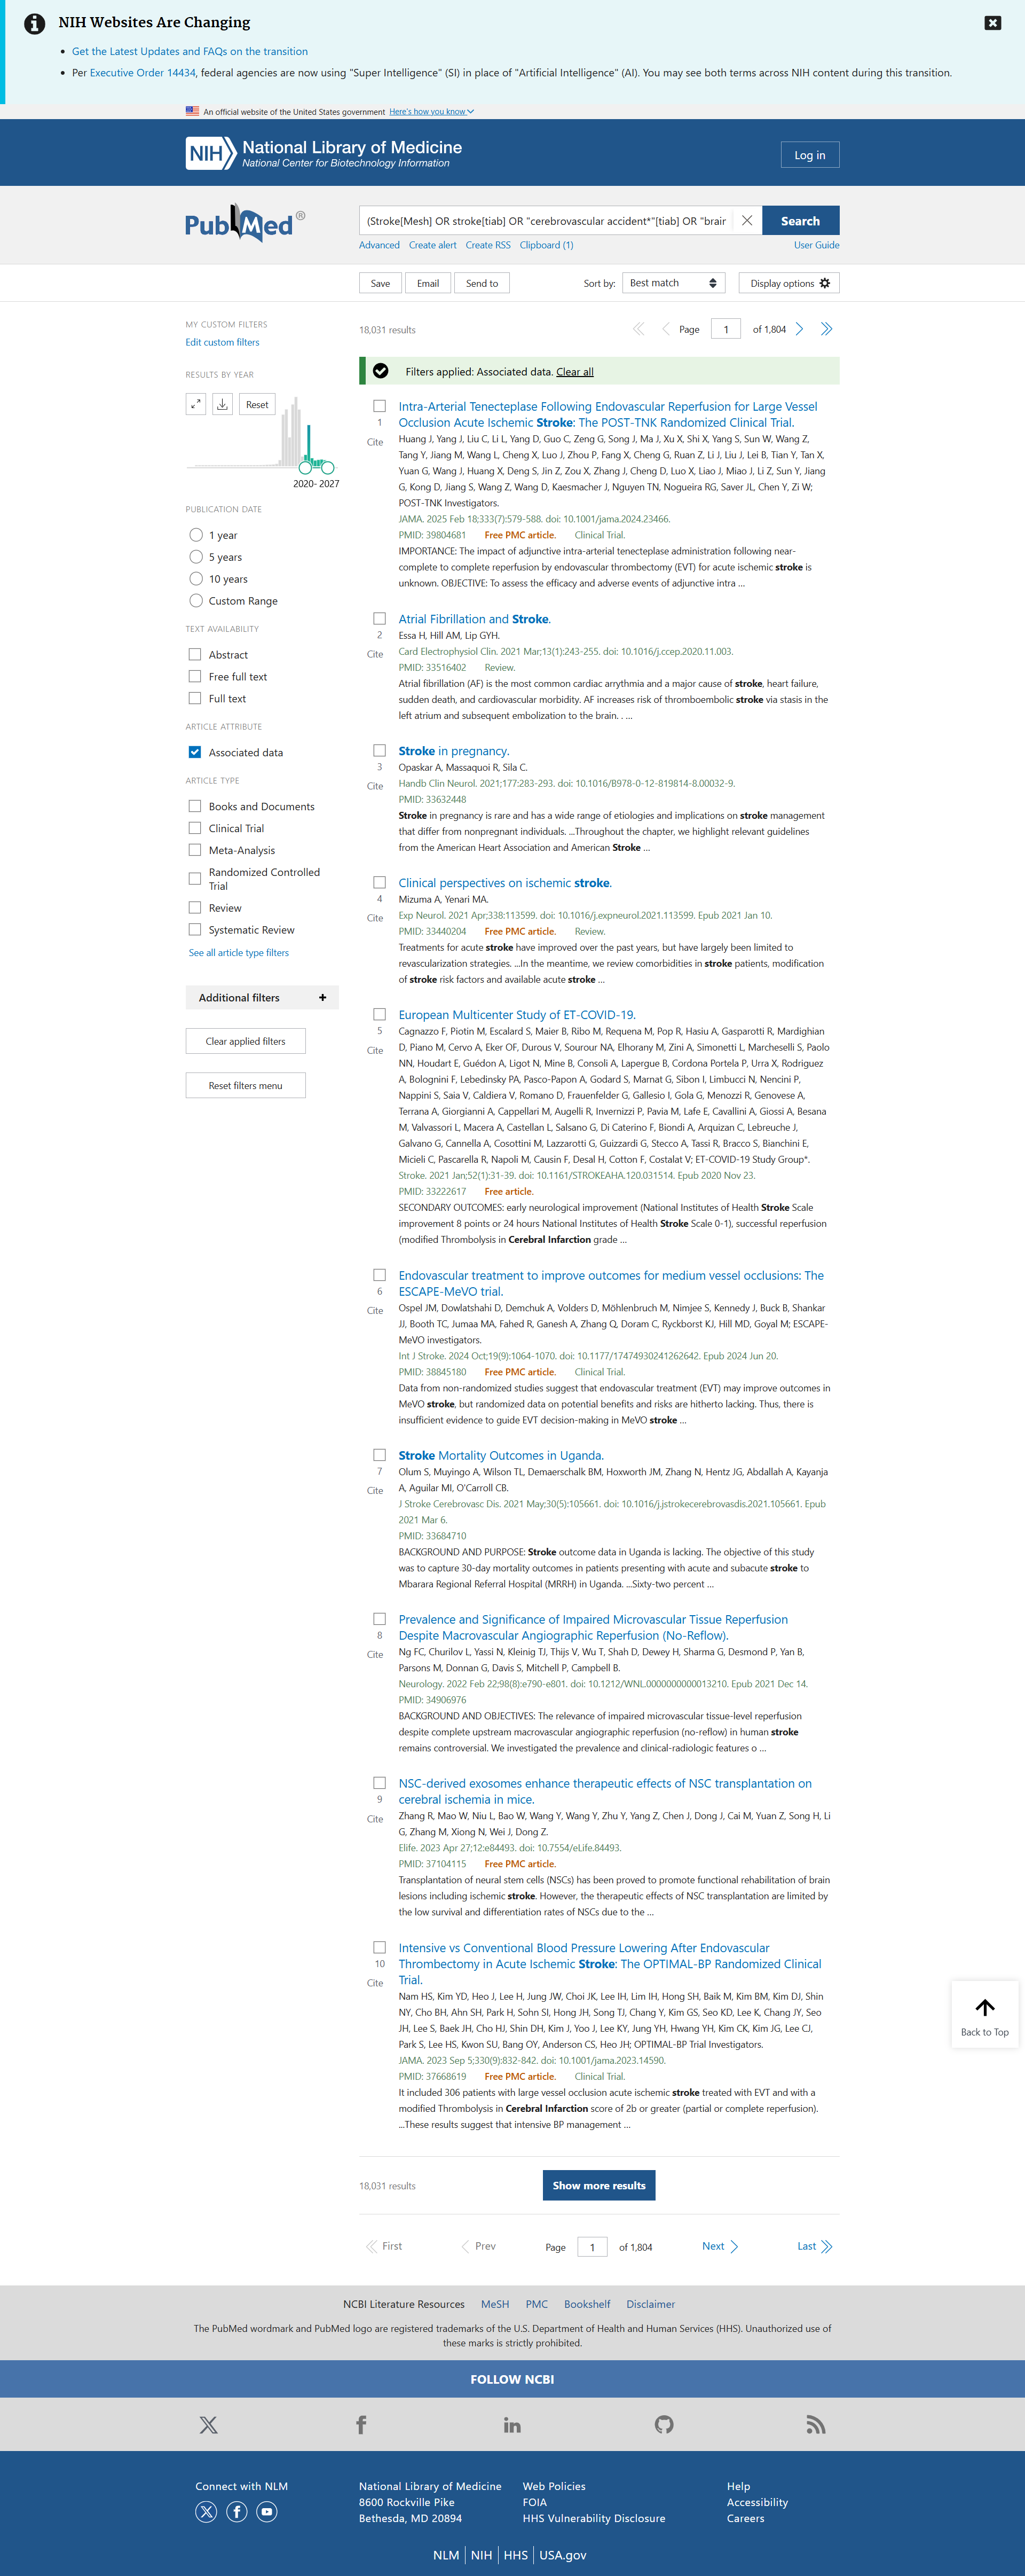 NIH Websites Are Changing
Get the Latest Updates and FAQs on the transition
Per Executive Order 14434, federal agencies are now using "Super Intelligence" (SI) in place of "Artificial Intelligence" (AI). You may see both terms across NIH content during this transition.
An official website of the United States government Here's how you know
NIH National Library of Medicine
National Center for Biotechnology Information
Log in
PubMed®
(Stroke[Mesh] OR stroke[tiab] OR "cerebrovascular accident*"[tiab] OR "brain
Search
Advanced Create alert Create RSS Clipboard (1) User Guide
Save Email Send to Sort by: Best match Display options
MY CUSTOM FILTERS
Edit custom filters
RESULTS BY YEAR
Reset
2020- 2027
PUBLICATION DATE
1 year
5 years
10 years
Custom Range
TEXT AVAILABILITY
Abstract
Free full text
Full text
ARTICLE ATTRIBUTE
Associated data
ARTICLE TYPE
Books and Documents
Clinical Trial
Meta-Analysis
Randomized Controlled
Trial
Review
Systematic Review
See all article type filters
Additional filters +
Clear applied filters
Reset filters menu
18,031 results Page 1 of 1,804
Filters applied: Associated data. Clear all
1
Cite
Intra-Arterial Tenecteplase Following Endovascular Reperfusion for Large Vessel
Occlusion Acute Ischemic Stroke: The POST-TNK Randomized Clinical Trial.
Huang J, Yang J, Liu C, Li L, Yang D, Guo C, Zeng G, Song J, Ma J, Xu X, Shi X, Yang S, Sun W, Wang Z,
Tang Y, Jiang M, Wang L, Cheng X, Luo J, Zhou P, Fang X, Cheng G, Ruan Z, Li J, Liu J, Lei B, Tian Y, Tan X,
Yuan G, Wang J, Huang X, Deng S, Jin Z, Zou X, Zhang J, Cheng D, Luo X, Liao J, Miao J, Li Z, Sun Y, Jiang
G, Kong D, Jiang S, Wang Z, Wang D, Kaesmacher J, Nguyen TN, Nogueira RG, Saver JL, Chen Y, Zi W;
POST-TNK Investigators.
JAMA. 2025 Feb 18;333(7):579-588. doi: 10.1001/jama.2024.23466.
PMID: 39804681 Free PMC article. Clinical Trial.
IMPORTANCE: The impact of adjunctive intra-arterial tenecteplase administration following near-
complete to complete reperfusion by endovascular thrombectomy (EVT) for acute ischemic stroke is
unknown. OBJECTIVE: To assess the efficacy and adverse events of adjunctive intra ...
2
Cite
Atrial Fibrillation and Stroke.
Essa H, Hill AM, Lip GYH.
Card Electrophysiol Clin. 2021 Mar;13(1):243-255. doi: 10.1016/j.ccep.2020.11.003.
PMID: 33516402 Review.
Atrial fibrillation (AF) is the most common cardiac arrythmia and a major cause of stroke, heart failure,
sudden death, and cardiovascular morbidity. AF increases risk of thromboembolic stroke via stasis in the
left atrium and subsequent embolization to the brain. . ...
3
Cite
Stroke in pregnancy.
Opaskar A, Massaquoi R, Sila C.
Handb Clin Neurol. 2021;177:283-293. doi: 10.1016/B978-0-12-819814-8.00032-9.
PMID: 33632448
Stroke in pregnancy is rare and has a wide range of etiologies and implications on stroke management
that differ from nonpregnant individuals. ...Throughout the chapter, we highlight relevant guidelines
from the American Heart Association and American Stroke ...
4
Cite
Clinical perspectives on ischemic stroke.
Mizuma A, Yenari MA.
Exp Neurol. 2021 Apr;338:113599. doi: 10.1016/j.expneurol.2021.113599. Epub 2021 Jan 10.
PMID: 33440204 Free PMC article. Review.
Treatments for acute stroke have improved over the past years, but have largely been limited to
revascularization strategies. ...In the meantime, we review comorbidities in stroke patients, modification
of stroke risk factors and available acute stroke ...
5
Cite
European Multicenter Study of ET-COVID-19.
Cagnazzo F, Piotin M, Escalard S, Maier B, Ribo M, Requena M, Pop R, Hasiu A, Gasparotti R, Mardighian
D, Piano M, Cervo A, Eker OF, Durous V, Sourour NA, Elhorany M, Zini A, Simonetti L, Marcheselli S, Paolo
NN, Houdart E, Guédon A, Ligot N, Mine B, Consoli A, Lapergue B, Cordona Portela P, Urra X, Rodriguez
A, Bolognini F, Lebedinsky PA, Pasco-Papon A, Godard S, Marnat G, Sibon I, Limbucci N, Nencini P,
Nappini S, Saia V, Caldiera V, Romano D, Frauenfelder G, Gallesio I, Gola G, Menozzi R, Genovese A,
Terrana A, Giorgianni A, Cappellari M, Augelli R, Invernizzi P, Pavia M, Lafe E, Cavallini A, Giossi A, Besana
M, Valvassori L, Macera A, Castellan L, Salsano G, Di Caterino F, Biondi A, Arquizan C, Lebreuche J,
Galvano G, Cannella A, Cosottini M, Lazzarotti G, Guizzardi G, Stecco A, Tassi R, Bracco S, Bianchini E,
Micieli C, Pascarella R, Napoli M, Causin F, Desal H, Cotton F, Costalat V; ET-COVID-19 Study Group*.
Stroke. 2021 Jan;52(1):31-39. doi: 10.1161/STROKEAHA.120.031514. Epub 2020 Nov 23.
PMID: 33222617 Free article.
SECONDARY OUTCOMES: early neurological improvement (National Institutes of Health Stroke Scale
improvement 8 points or 24 hours National Institutes of Health Stroke Scale 0-1), successful reperfusion
(modified Thrombolysis in Cerebral Infarction grade ...
6
Cite
Endovascular treatment to improve outcomes for medium vessel occlusions: The
ESCAPE-MeVO trial.
Ospel JM, Dowlatshahi D, Demchuk A, Volders D, Möhlenbruch M, Nimjee S, Kennedy J, Buck B, Shankar
JJ, Booth TC, Jumaa MA, Fahed R, Ganesh A, Zhang Q, Doram C, Ryckborst KJ, Hill MD, Goyal M; ESCAPE-
MeVO investigators.
Int J Stroke. 2024 Oct;19(9):1064-1070. doi: 10.1177/17474930241262642. Epub 2024 Jun 20.
PMID: 38845180 Free PMC article. Clinical Trial.
Data from non-randomized studies suggest that endovascular treatment (EVT) may improve outcomes in
MeVO stroke, but randomized data on potential benefits and risks are hitherto lacking. Thus, there is
insufficient evidence to guide EVT decision-making in MeVO stroke ...
7
Cite
Stroke Mortality Outcomes in Uganda.
Olum S, Muyingo A, Wilson TL, Demaerschalk BM, Hoxworth JM, Zhang N, Hentz JG, Abdallah A, Kayanja
A, Aguilar MI, O'Carroll CB.
J Stroke Cerebrovasc Dis. 2021 May;30(5):105661. doi: 10.1016/j.jstrokecerebrovasdis.2021.105661. Epub
2021 Mar 6.
PMID: 33684710
BACKGROUND AND PURPOSE: Stroke outcome data in Uganda is lacking. The objective of this study
was to capture 30-day mortality outcomes in patients presenting with acute and subacute stroke to
Mbarara Regional Referral Hospital (MRRH) in Uganda. ...Sixty-two percent ...
8
Cite
Prevalence and Significance of Impaired Microvascular Tissue Reperfusion
Despite Macrovascular Angiographic Reperfusion (No-Reflow).
Ng FC, Churilov L, Yassi N, Kleinig TJ, Thijs V, Wu T, Shah D, Dewey H, Sharma G, Desmond P, Yan B,
Parsons M, Donnan G, Davis S, Mitchell P, Campbell B.
Neurology. 2022 Feb 22;98(8):e790-e801. doi: 10.1212/WNL.0000000000013210. Epub 2021 Dec 14.
PMID: 34906976
BACKGROUND AND OBJECTIVES: The relevance of impaired microvascular tissue-level reperfusion
despite complete upstream macrovascular angiographic reperfusion (no-reflow) in human stroke
remains controversial. We investigated the prevalence and clinical-radiologic features o ...
9
Cite
NSC-derived exosomes enhance therapeutic effects of NSC transplantation on
cerebral ischemia in mice.
Zhang R, Mao W, Niu L, Bao W, Wang Y, Wang Y, Zhu Y, Yang Z, Chen J, Dong J, Cai M, Yuan Z, Song H, Li
G, Zhang M, Xiong N, Wei J, Dong Z.
Elife. 2023 Apr 27;12:e84493. doi: 10.7554/eLife.84493.
PMID: 37104115 Free PMC article.
Transplantation of neural stem cells (NSCs) has been proved to promote functional rehabilitation of brain
lesions including ischemic stroke. However, the therapeutic effects of NSC transplantation are limited by
the low survival and differentiation rates of NSCs due to the ...
10
Cite
Intensive vs Conventional Blood Pressure Lowering After Endovascular
Thrombectomy in Acute Ischemic Stroke: The OPTIMAL-BP Randomized Clinical
Trial.
Nam HS, Kim YD, Heo J, Lee H, Jung JW, Choi JK, Lee IH, Lim IH, Hong SH, Baik M, Kim BM, Kim DJ, Shin
NY, Cho BH, Ahn SH, Park H, Sohn SI, Hong JH, Song TJ, Chang Y, Kim GS, Seo KD, Lee K, Chang JY, Seo
JH, Lee S, Baek JH, Cho HJ, Shin DH, Kim J, Yoo J, Lee KY, Jung YH, Hwang YH, Kim CK, Kim JG, Lee CJ,
Park S, Lee HS, Kwon SU, Bang OY, Anderson CS, Heo JH; OPTIMAL-BP Trial Investigators.
JAMA. 2023 Sep 5;330(9):832-842. doi: 10.1001/jama.2023.14590.
PMID: 37668619 Free PMC article. Clinical Trial.
It included 306 patients with large vessel occlusion acute ischemic stroke treated with EVT and with a
modified Thrombolysis in Cerebral Infarction score of 2b or greater (partial or complete reperfusion).
...These results suggest that intensive BP management ...
Back to Top
18,031 results Show more results
First Prev Page 1 of 1,804 Next Last
NCBI Literature Resources MeSH PMC Bookshelf Disclaimer
The PubMed wordmark and PubMed logo are registered trademarks of the U.S. Department of Health and Human Services (HHS). Unauthorized use of
these marks is strictly prohibited.
FOLLOW NCBI
Connect with NLM
National Library of Medicine
8600 Rockville Pike
Bethesda, MD 20894
Web Policies
FOIA
HHS Vulnerability Disclosure
Help
Accessibility
Careers
NLM NIH HHS USA.gov